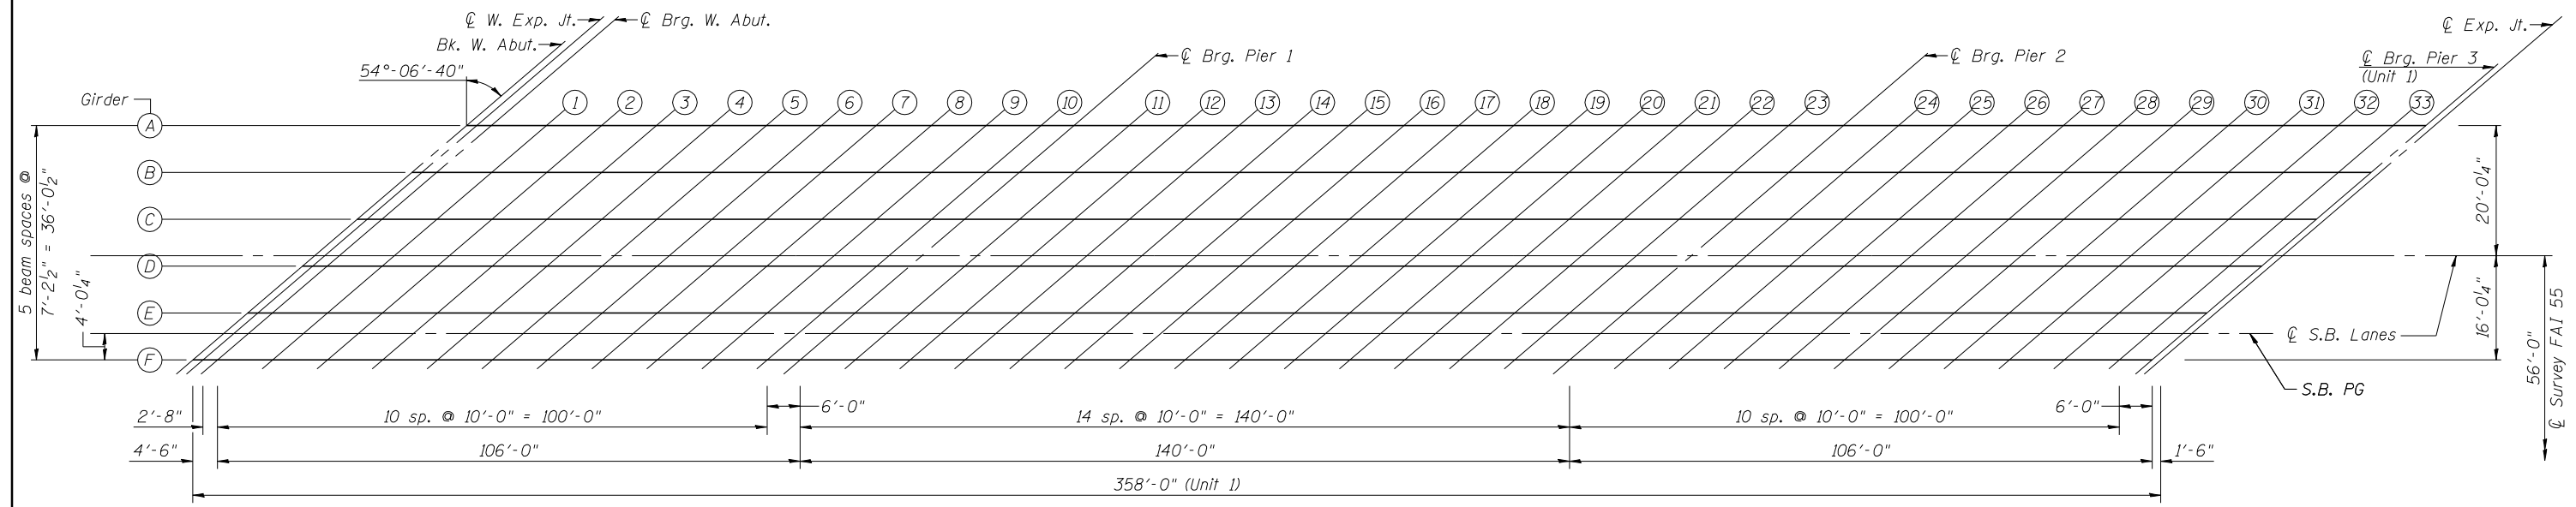 ℄ W. Exp. Jt.
℄ Brg. W. Abut.
℄ Exp. Jt.
Bk. W. Abut.
℄ Brg. Pier 1
℄ Brg. Pier 2
℄ Brg. Pier 3
(Unit 1)
54°-06'-40"
Girder
1 2 3 4 5 6 7 8 9 10 11 12 13 14 15 16 17 18 19 20 21 22 23 24 25 26 27 28 29 30 31 32 33
A
B
C
D
E
F
5 beam spaces @
7'-2½" = 36'-0½"
4'-0¼"
20'-0¼"
16'-0¼"
56'-0"
℄ Survey FAI 55
℄ S.B. Lanes
S.B. PG
2'-8"
10 sp. @ 10'-0" = 100'-0"
6'-0"
14 sp. @ 10'-0" = 140'-0"
10 sp. @ 10'-0" = 100'-0"
6'-0"
4'-6"
106'-0"
140'-0"
106'-0"
1'-6"
358'-0" (Unit 1)